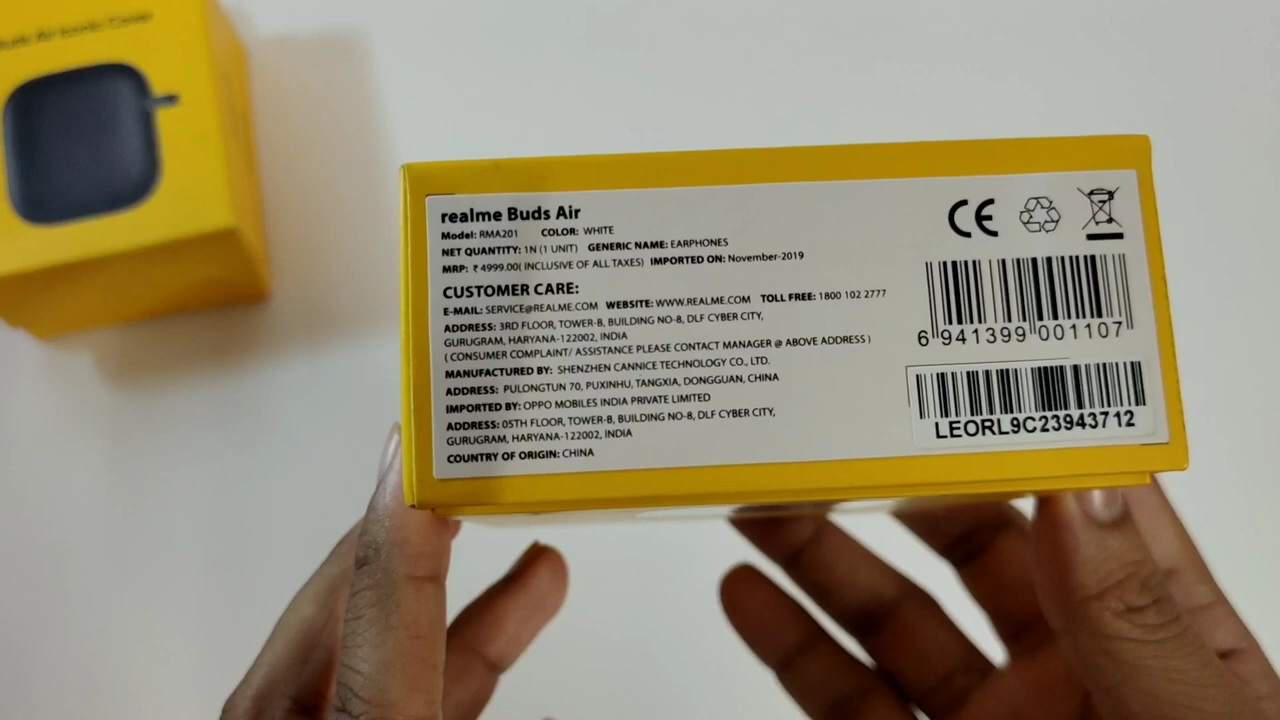 Buds Air Iconic Cover
realme Buds Air
Model: RMA201 COLOR: WHITE
NET QUANTITY: 1N (1 UNIT) GENERIC NAME: EARPHONES
MRP: ₹ 4999.00( INCLUSIVE OF ALL TAXES) IMPORTED ON: November-2019
CUSTOMER CARE:
E-MAIL: SERVICE@REALME.COM WEBSITE: WWW.REALME.COM TOLL FREE: 1800 102 2777
ADDRESS: 3RD FLOOR, TOWER-B, BUILDING NO-8, DLF CYBER CITY,
GURUGRAM, HARYANA-122002, INDIA
( CONSUMER COMPLAINT/ ASSISTANCE PLEASE CONTACT MANAGER @ ABOVE ADDRESS )
MANUFACTURED BY: SHENZHEN CANNICE TECHNOLOGY CO., LTD.
ADDRESS: PULONGTUN 70, PUXINHU, TANGXIA, DONGGUAN, CHINA
IMPORTED BY: OPPO MOBILES INDIA PRIVATE LIMITED
ADDRESS: 05TH FLOOR, TOWER-B, BUILDING NO-8, DLF CYBER CITY,
GURUGRAM, HARYANA-122002, INDIA
COUNTRY OF ORIGIN: CHINA
CE
6 941399 001107
LEORL9C23943712